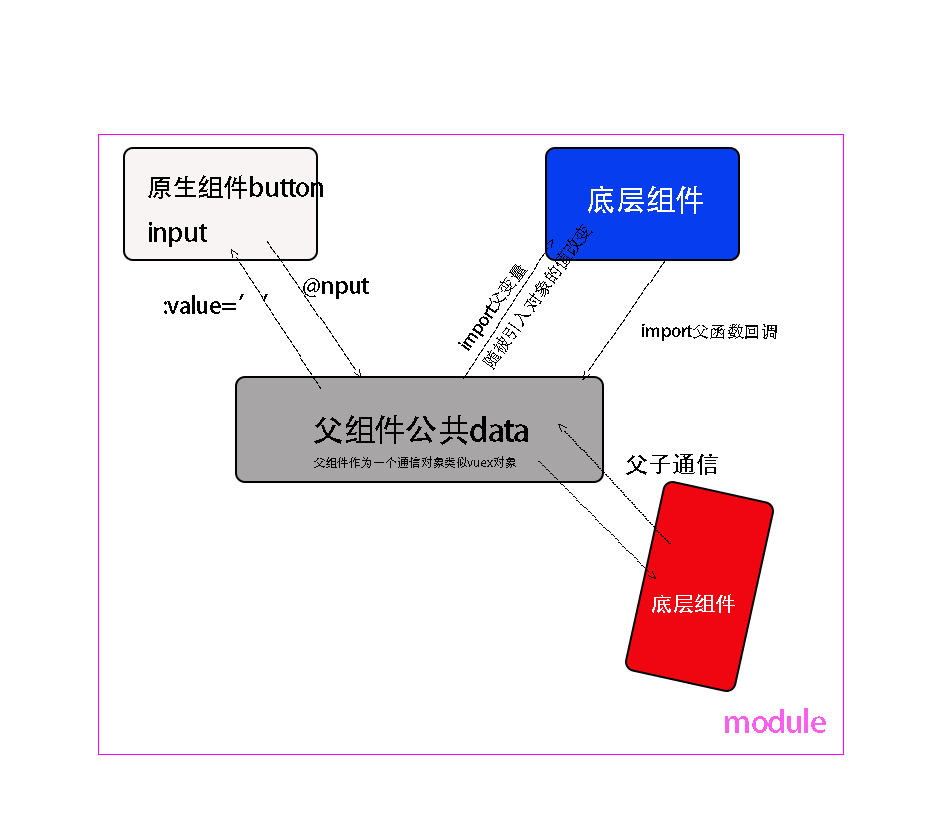 原生组件button
input
底层组件
:value=' '
@nput
import父变量
随被引入对象的值改变
import父函数回调
父组件公共data
父组件作为一个通信对象类似vuex对象
父子通信
底层组件
module